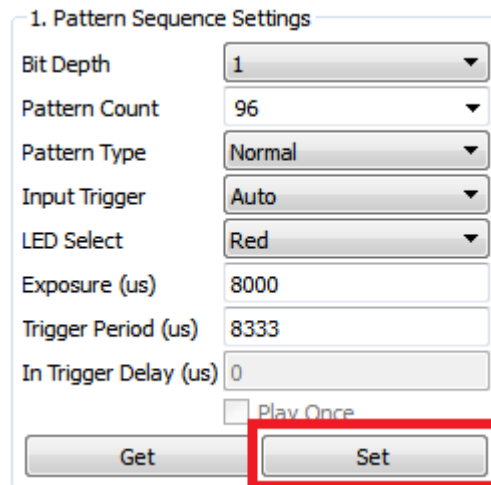 1. Pattern Sequence Settings
Bit Depth 1
Pattern Count 96
Pattern Type Normal
Input Trigger Auto
LED Select Red
Exposure (us) 8000
Trigger Period (us) 8333
In Trigger Delay (us) 0
Play Once
Get Set